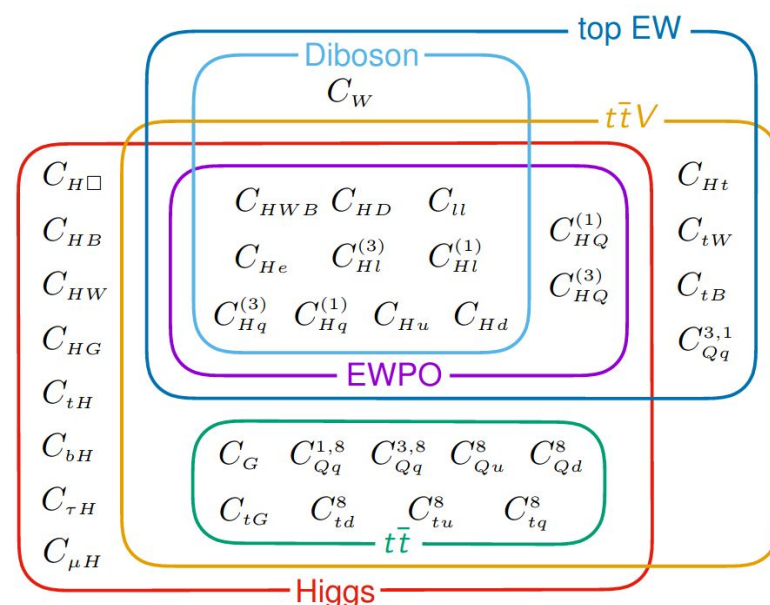 top EW
Diboson
C_W
tt̄V
C_{H□} C_{HWB} C_{HD} C_{ll} C_{Ht}
C_{HB} C_{He} C_{Hl}^{(3)} C_{Hl}^{(1)} C_{HQ}^{(1)} C_{tW}
C_{HW} C_{HQ}^{(3)} C_{tB}
C_{Hq}^{(3)} C_{Hq}^{(1)} C_{Hu} C_{Hd}
C_{HG} C_{Qq}^{3,1}
EWPO
C_{tH}
C_{bH} C_G C_{Qq}^{1,8} C_{Qq}^{3,8} C_{Qu}^{8} C_{Qd}^{8}
C_{τH} C_{tG} C_{td}^{8} C_{tu}^{8} C_{tq}^{8}
tt̄
C_{μH}
Higgs